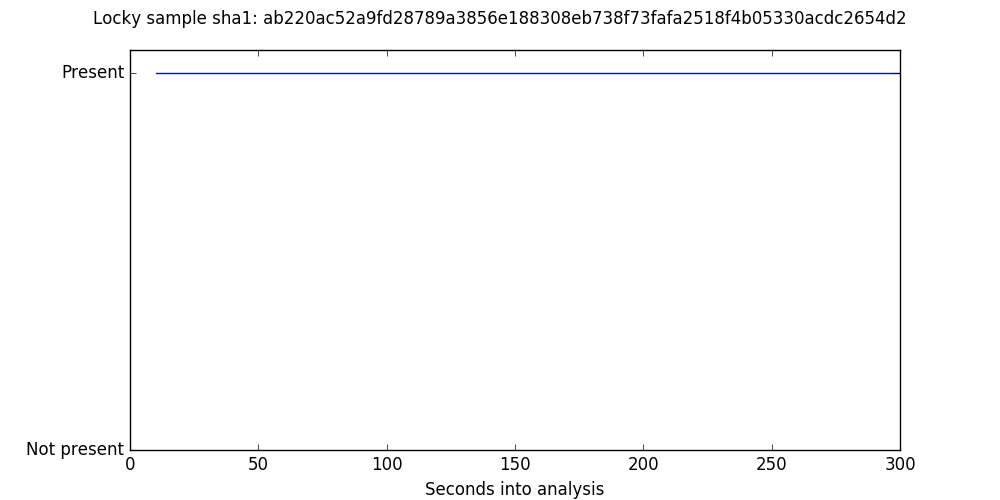 Locky sample sha1: ab220ac52a9fd28789a3856e188308eb738f73fafa2518f4b05330acdc2654d2
Present
Not present
0 50 100 150 200 250 300
Seconds into analysis